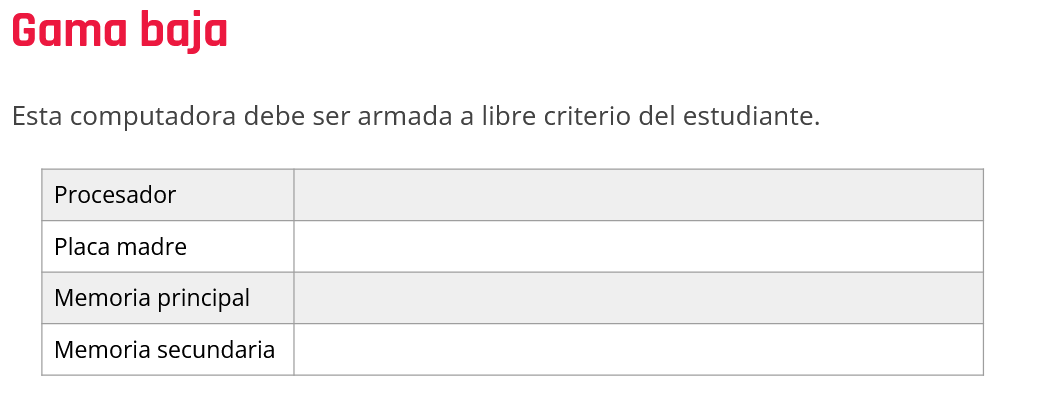 Gama baja
Esta computadora debe ser armada a libre criterio del estudiante.
Procesador
Placa madre
Memoria principal
Memoria secundaria